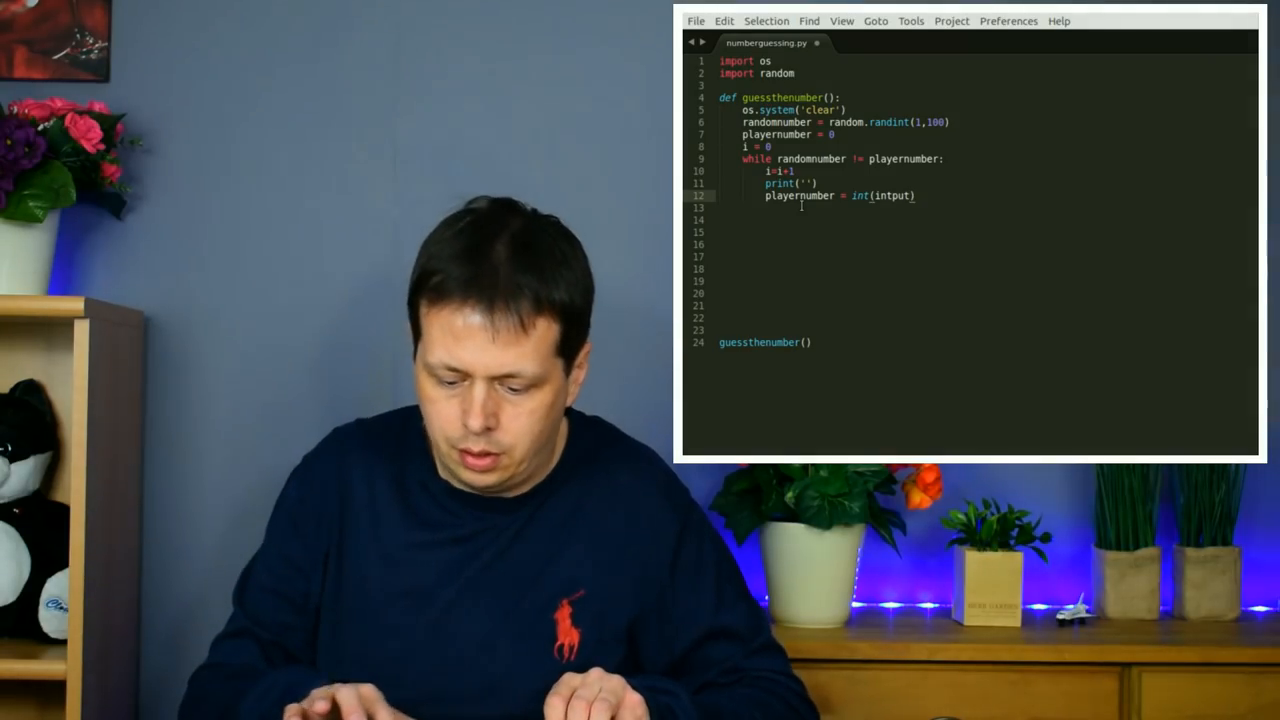 File Edit Selection Find View Goto Tools Project Preferences Help
numberguessing.py
1 import os
2 import random
3
4 def guessthenumber():
5 os.system('clear')
6 randomnumber = random.randint(1,100)
7 playernumber = 0
8 i = 0
9 while randomnumber != playernumber:
10 i=i+1
11 print('')
12 playernumber = int(intput)
13
14
15
16
17
18
19
20
21
22
23
24 guessthenumber()